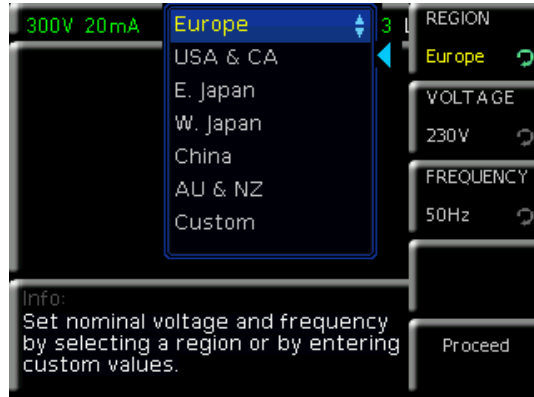 300V 20mA
3
Europe
USA & CA
E. Japan
W. Japan
China
AU & NZ
Custom
REGION
Europe
VOLTAGE
230V
FREQUENCY
50Hz
Proceed
Info:
Set nominal voltage and frequency
by selecting a region or by entering
custom values.